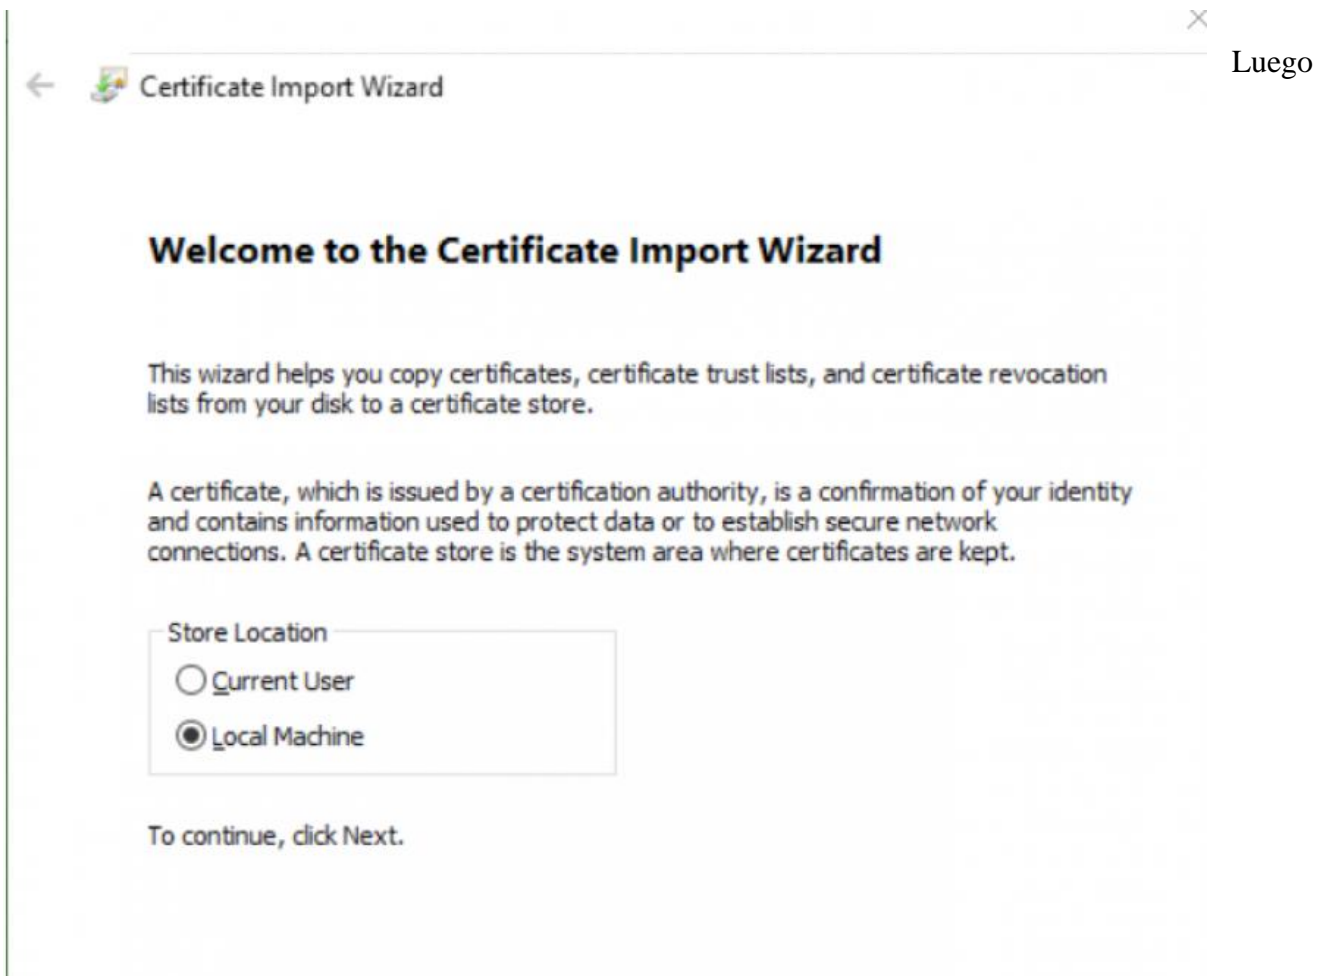 Luego
Certificate Import Wizard
Welcome to the Certificate Import Wizard
This wizard helps you copy certificates, certificate trust lists, and certificate revocation
lists from your disk to a certificate store.
A certificate, which is issued by a certification authority, is a confirmation of your identity
and contains information used to protect data or to establish secure network
connections. A certificate store is the system area where certificates are kept.
Store Location
Current User
Local Machine
To continue, click Next.